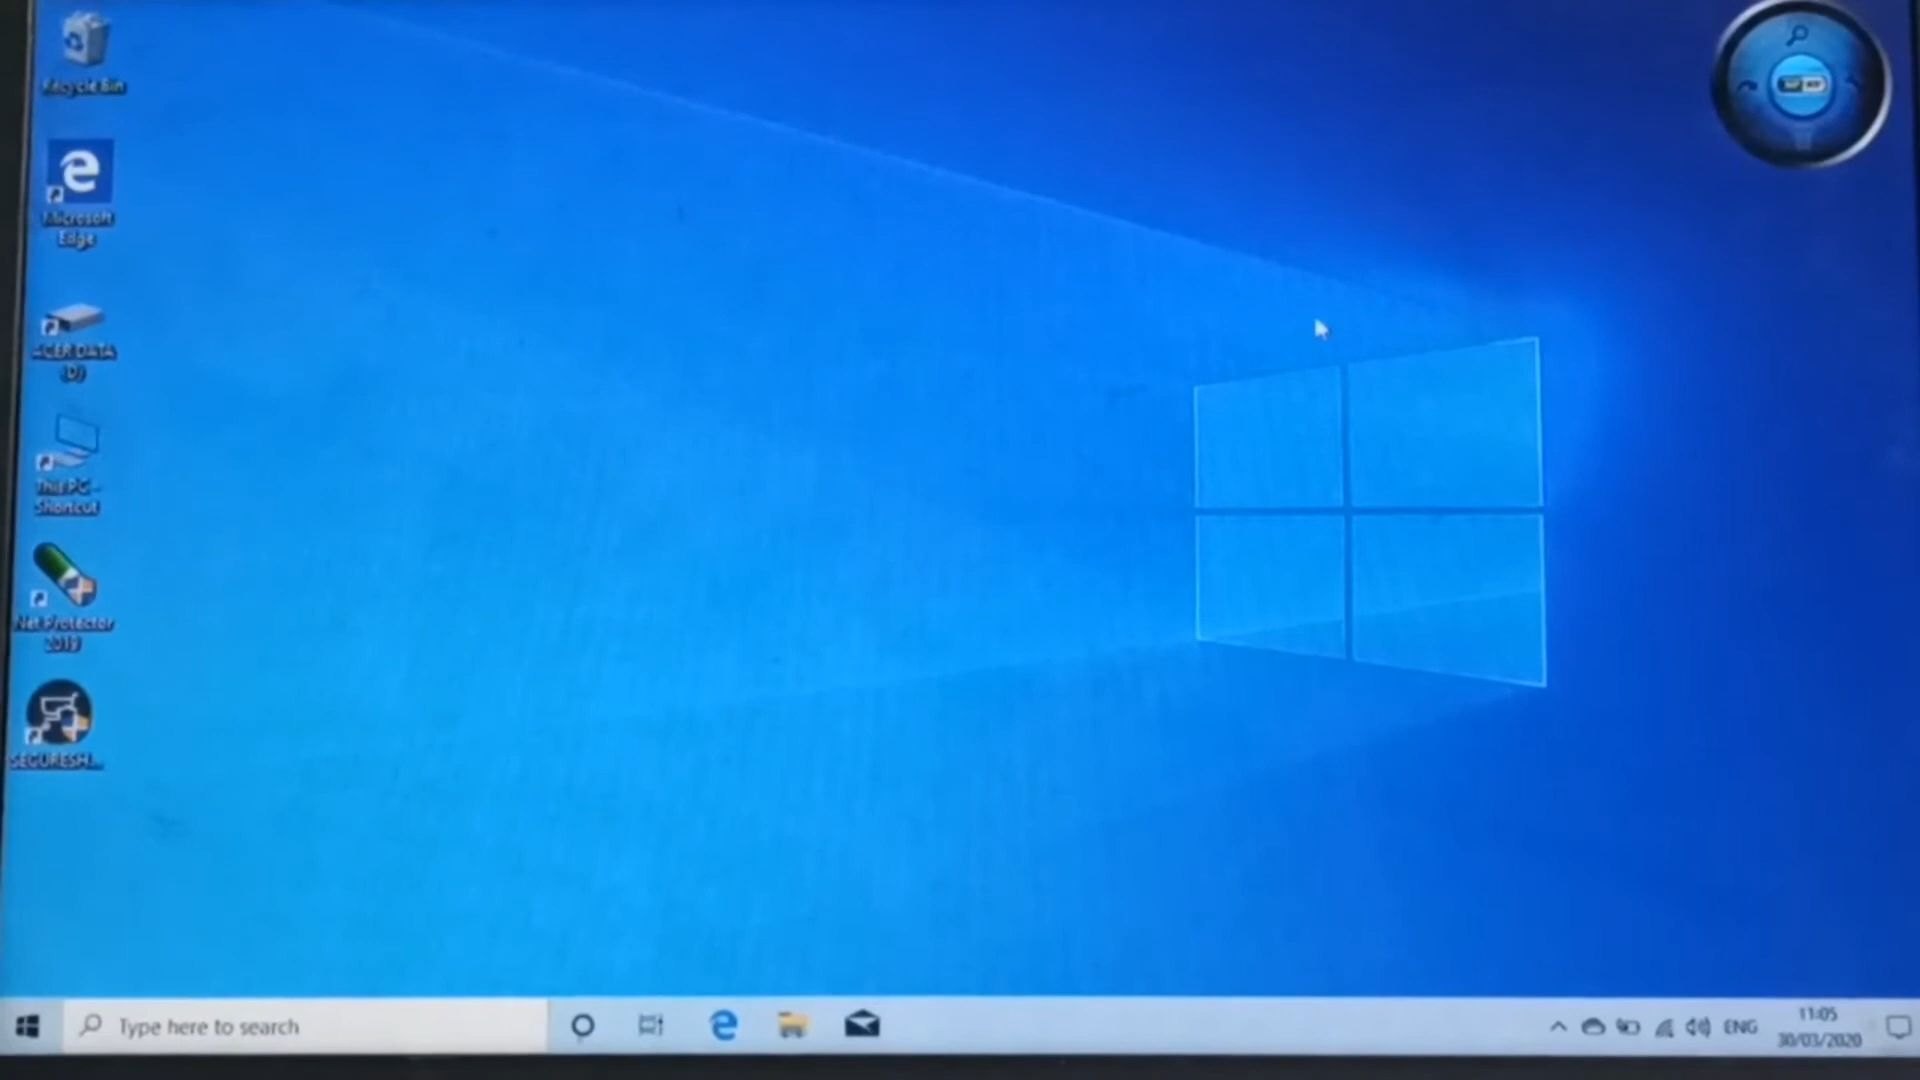 Recycle Bin
Microsoft
Edge
ACER DATA
(D)
This PC -
Shortcut
Net Protector
2019
SECURESH...
Type here to search
ENG
11:05
30/03/2020